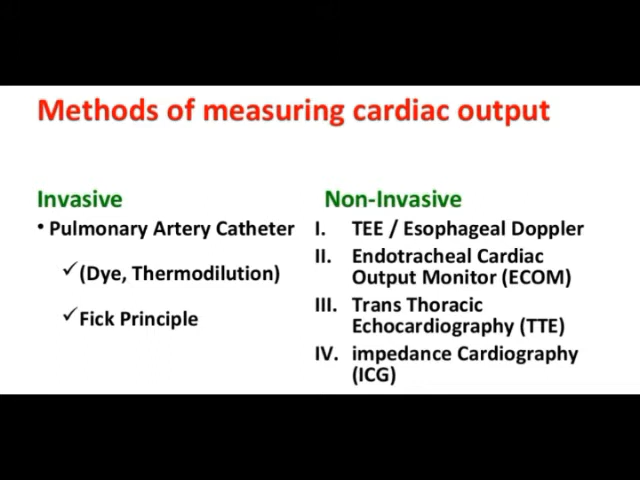 Methods of measuring cardiac output
Invasive
• Pulmonary Artery Catheter
✓(Dye, Thermodilution)
✓Fick Principle
Non-Invasive
I. TEE / Esophageal Doppler
II. Endotracheal Cardiac
Output Monitor (ECOM)
III. Trans Thoracic
Echocardiography (TTE)
IV. impedance Cardiography
(ICG)